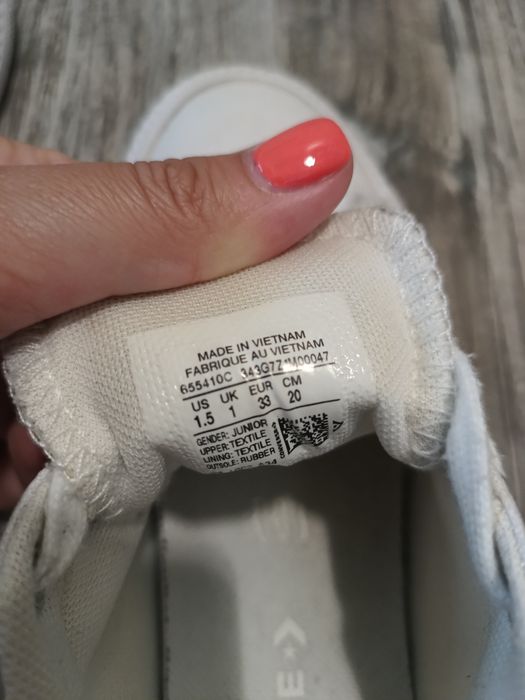 MADE IN VIETNAM
FABRIQUE AU VIETNAM
655410C 343G7Z1M00047
US UK EUR CM
1.5 1 33 20
GENDER: JUNIOR
UPPER: TEXTILE
LINING: TEXTILE
OUTSOLE: RUBBER
E